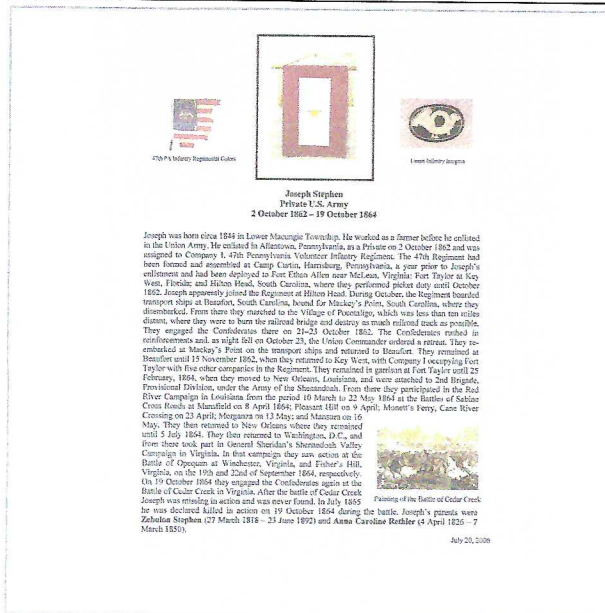 47th PA Infantry Regimental Colors
Union Infantry Insignia
Joseph Stephen
Private U.S. Army
2 October 1862 – 19 October 1864
Joseph was born circa 1844 in Lower Macungie Township. He worked as a farmer before he enlisted
in the Union Army. He enlisted in Allentown, Pennsylvania, as a Private on 2 October 1862 and was
assigned to Company I, 47th Pennsylvania Volunteer Infantry Regiment. The 47th Regiment had
been formed and assembled at Camp Curtin, Harrisburg, Pennsylvania, a year prior to Joseph's
enlistment and had been deployed to Fort Ethan Allen near McLean, Virginia; Fort Taylor at Key
West, Florida; and Hilton Head, South Carolina, where they performed picket duty until October
1862. Joseph apparently joined the Regiment at Hilton Head. During October, the Regiment boarded
transport ships at Beaufort, South Carolina, bound for Mackey's Point, South Carolina, where they
disembarked. From there they marched to the Village of Pocotaligo, which was less than ten miles
distant, where they were to burn the railroad bridge and destroy as much railroad track as possible.
They engaged the Confederates there on 21–23 October 1862. The Confederates rushed in
reinforcements and, as night fell on October 23, the Union Commander ordered a retreat. They re-
embarked at Mackay's Point on the transport ships and returned to Beaufort. They remained at
Beaufort until 15 November 1862, when they returned to Key West, with Company I occupying Fort
Taylor with five other companies in the Regiment. They remained in garrison at Fort Taylor until 25
February, 1864, when they moved to New Orleans, Louisiana, and were attached to 2nd Brigade,
Provisional Division, under the Army of the Shenandoah. From there they participated in the Red
River Campaign in Louisiana from the period 10 March to 22 May 1864 at the Battles of Sabine
Cross Roads at Mansfield on 8 April 1864; Pleasant Hill on 9 April; Monett's Ferry, Cane River
Crossing on 23 April; Morganza on 13 May; and Mansura on 16
May. They then returned to New Orleans where they remained
until 5 July 1864. They then returned to Washington, D.C., and
from there took part in General Sheridan's Shenandoah Valley
Campaign in Virginia. In that campaign they saw action at the
Battle of Opequam at Winchester, Virginia, and Fisher's Hill,
Virginia, on the 19th and 22nd of September 1864, respectively.
On 19 October 1864 they engaged the Confederates again at the
Battle of Cedar Creek in Virginia. After the battle of Cedar Creek
Joseph was missing in action and was never found. In July 1865
he was declared killed in action on 19 October 1864 during the battle. Joseph's parents were
Zebulon Stephen (27 March 1818 – 23 June 1892) and Anna Caroline Rethler (4 April 1826 – 7
March 1850).
Painting of the Battle of Cedar Creek
July 20, 2006